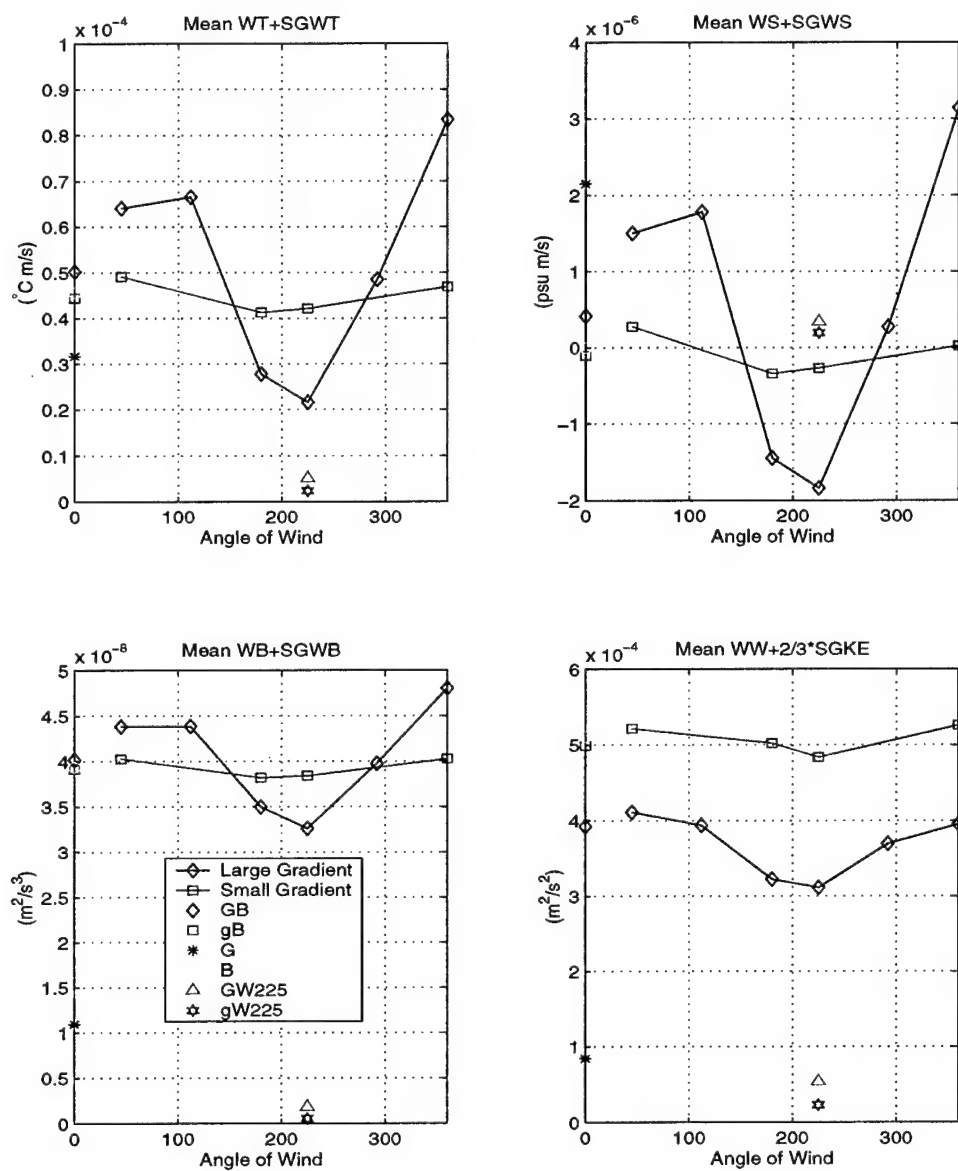 Mean WT+SGWT
x 10⁻⁴
1
0.9
0.8
0.7
0.6
0.5
0.4
0.3
0.2
0.1
0
(°C m/s)
0 100 200 300
Angle of Wind
Mean WS+SGWS
x 10⁻⁶
4
3
2
1
0
−1
−2
(psu m/s)
0 100 200 300
Angle of Wind
Mean WB+SGWB
x 10⁻⁸
5
4.5
4
3.5
3
2.5
2
1.5
1
0.5
0
(m²/s³)
Large Gradient
Small Gradient
GB
gB
G
B
GW225
gW225
0 100 200 300
Angle of Wind
Mean WW+2/3*SGKE
x 10⁻⁴
6
5
4
3
2
1
0
(m²/s²)
0 100 200 300
Angle of Wind